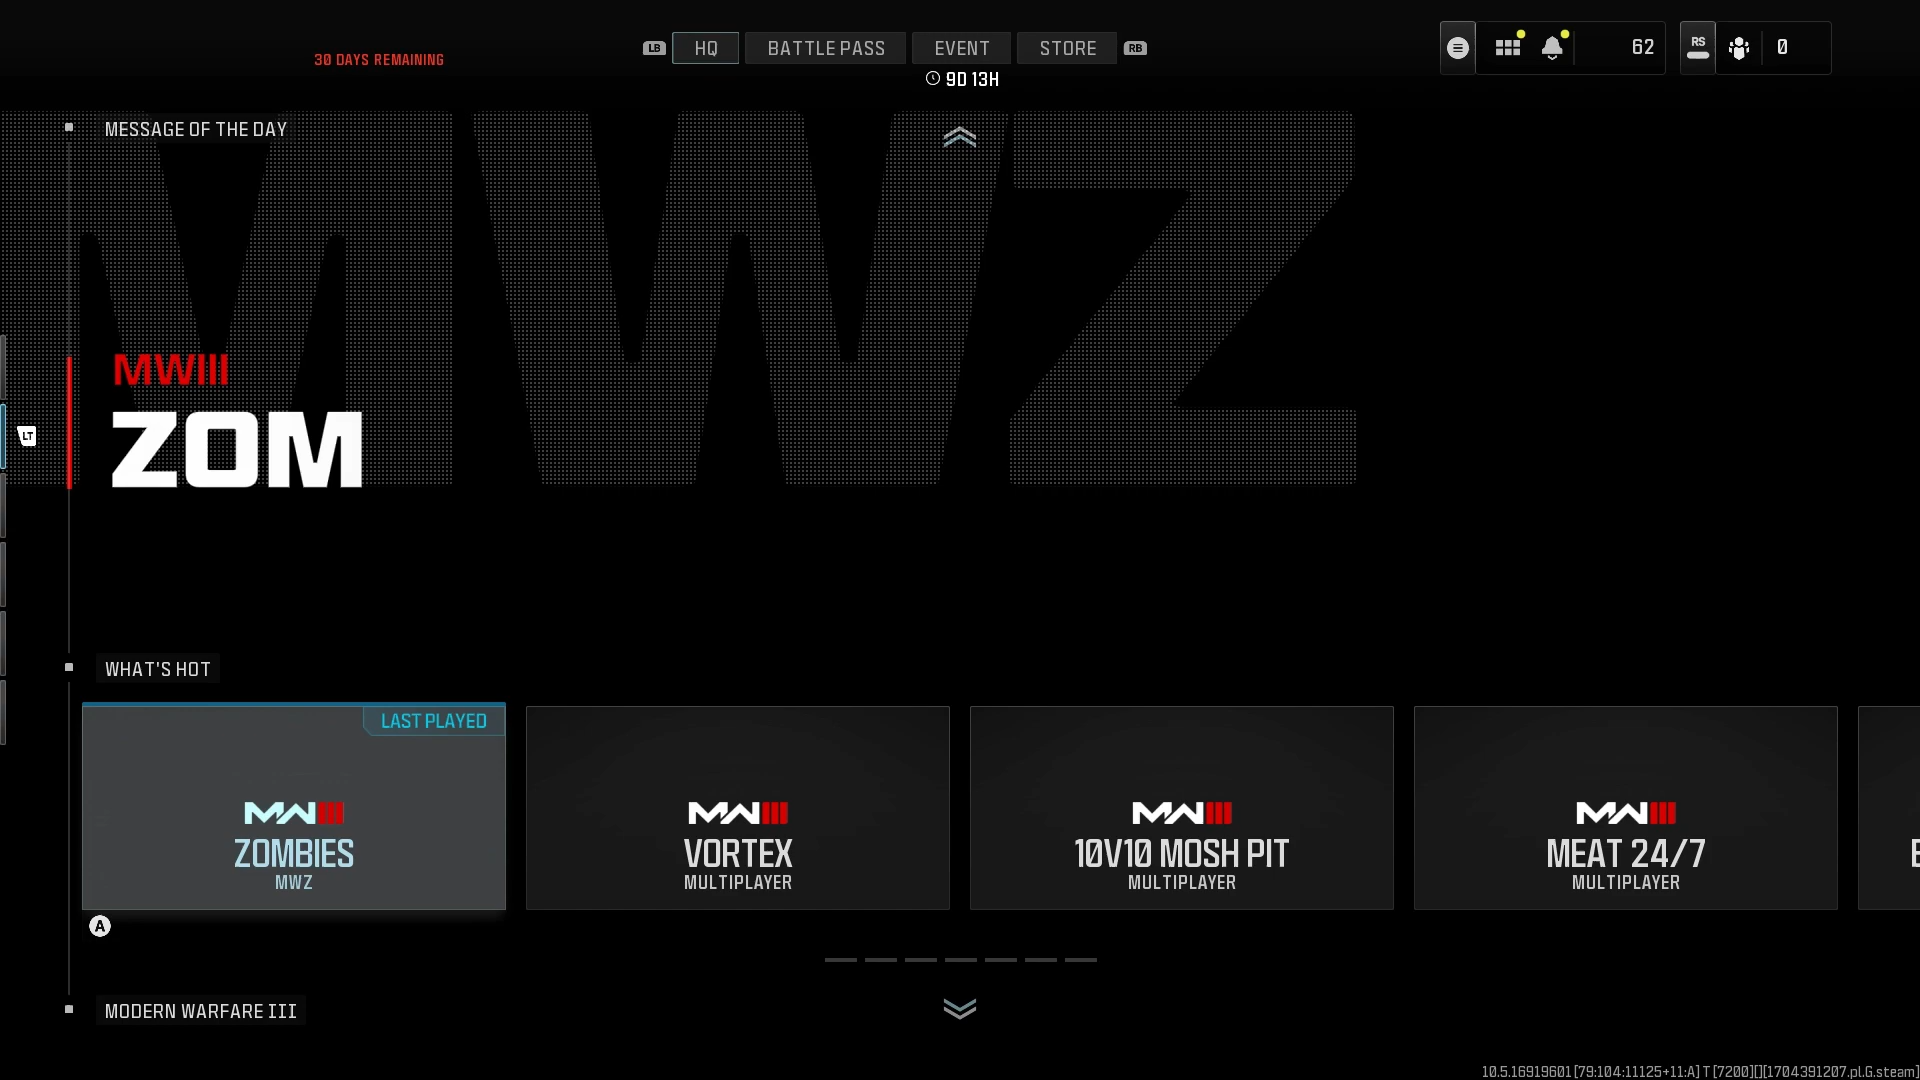 30 DAYS REMAINING
LB HQ BATTLE PASS EVENT STORE RB
9D 13H
62
RS
0
MESSAGE OF THE DAY
MWZ
MWIII
ZOM
LT
WHAT'S HOT
LAST PLAYED
MWIII
ZOMBIES
MWZ
A
MWIII
VORTEX
MULTIPLAYER
MWIII
10V10 MOSH PIT
MULTIPLAYER
MWIII
MEAT 24/7
MULTIPLAYER
MODERN WARFARE III
10.5.16919601[79:104:11125+11:A] T [7200][][1704391207.pl.G.steam]